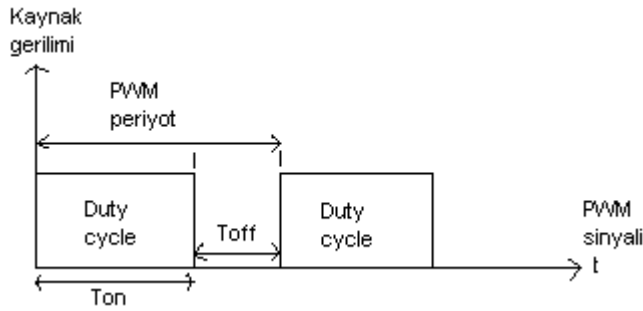 Kaynak
gerilimi
PWM
periyot
Duty
cycle
Toff
Duty
cycle
PWM
sinyali
t
Ton